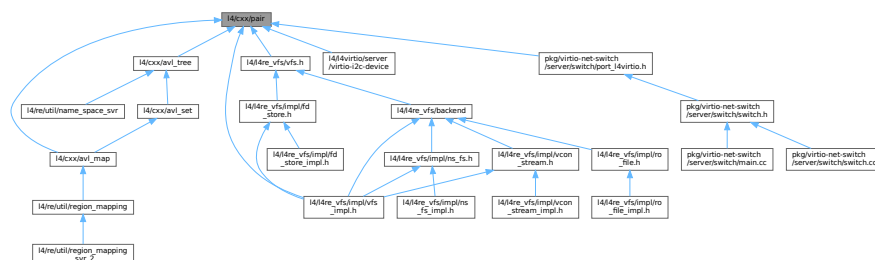 l4/cxx/pair
l4/cxx/avl_tree
l4/l4re_vfs/vfs.h
l4/l4virtio/server
/virtio-i2c-device
pkg/virtio-net-switch
/server/switch/port_l4virtio.h
l4/re/util/name_space_svr
l4/cxx/avl_set
l4/l4re_vfs/impl/fd
_store.h
l4/l4re_vfs/backend
pkg/virtio-net-switch
/server/switch/switch.h
l4/cxx/avl_map
l4/l4re_vfs/impl/fd
_store_impl.h
l4/l4re_vfs/impl/ns_fs.h
l4/l4re_vfs/impl/vcon
_stream.h
l4/l4re_vfs/impl/ro
_file.h
pkg/virtio-net-switch
/server/switch/main.cc
pkg/virtio-net-switch
/server/switch/switch.cc
l4/re/util/region_mapping
l4/l4re_vfs/impl/vfs
_impl.h
l4/l4re_vfs/impl/ns
_fs_impl.h
l4/l4re_vfs/impl/vcon
_stream_impl.h
l4/l4re_vfs/impl/ro
_file_impl.h
l4/re/util/region_mapping
_svr_2